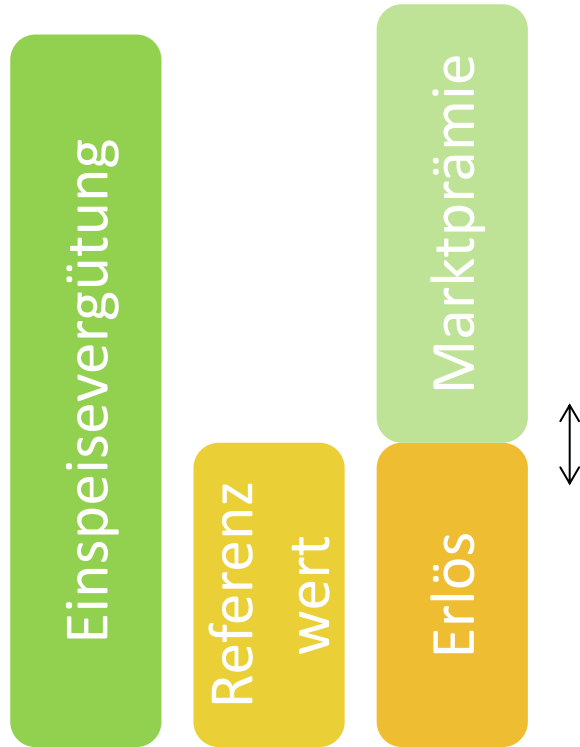 Einspeisevergütung
Referenz
wert
Marktprämie
Erlös